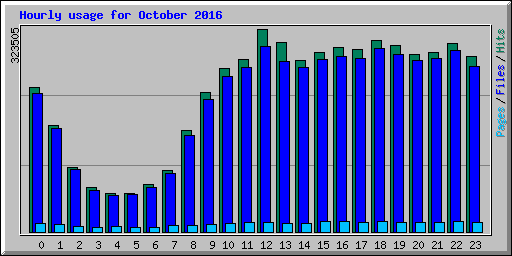 Hourly usage for October 2016
323505
Pages/Files/Hits
0 1 2 3 4 5 6 7 8 9 10 11 12 13 14 15 16 17 18 19 20 21 22 23